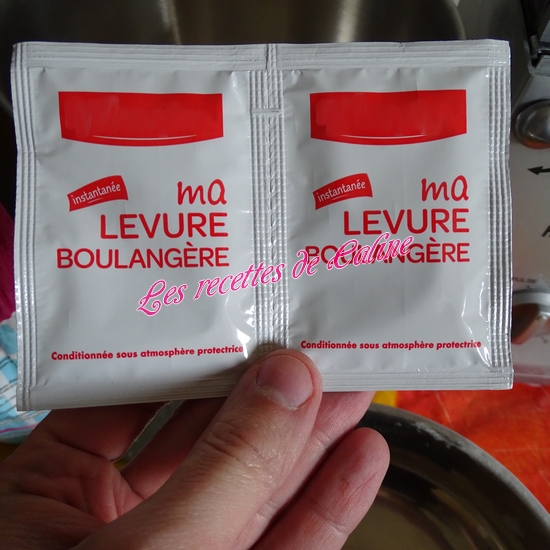 instantanée
ma
LEVURE
BOULANGÈRE
Conditionnée sous atmosphère protectrice
instantanée
ma
LEVURE
BOULANGÈRE
Conditionnée sous atmosphère protectrice
Les recettes de Caline